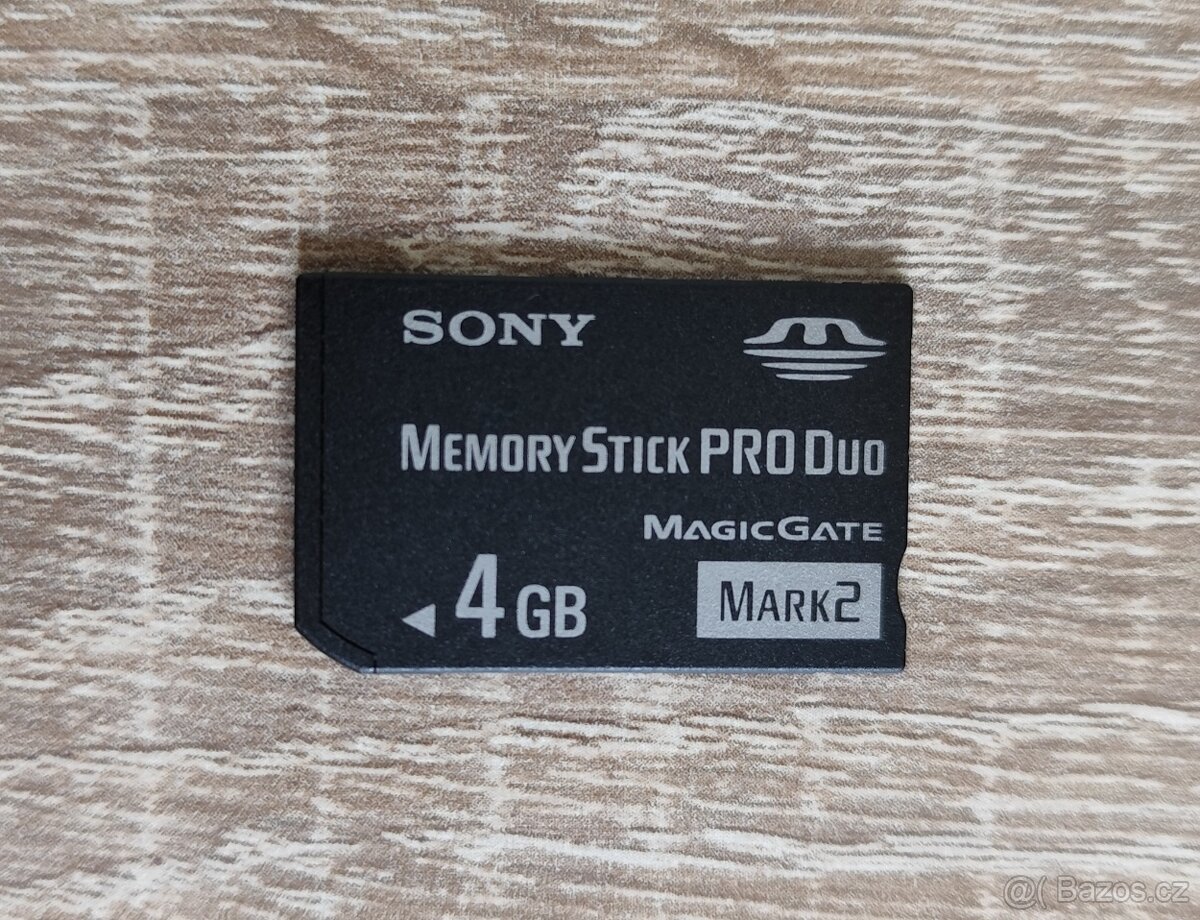 SONY
MEMORY STICK PRO DUO
MAGICGATE
4 GB
MARK2
@( Bazos.cz